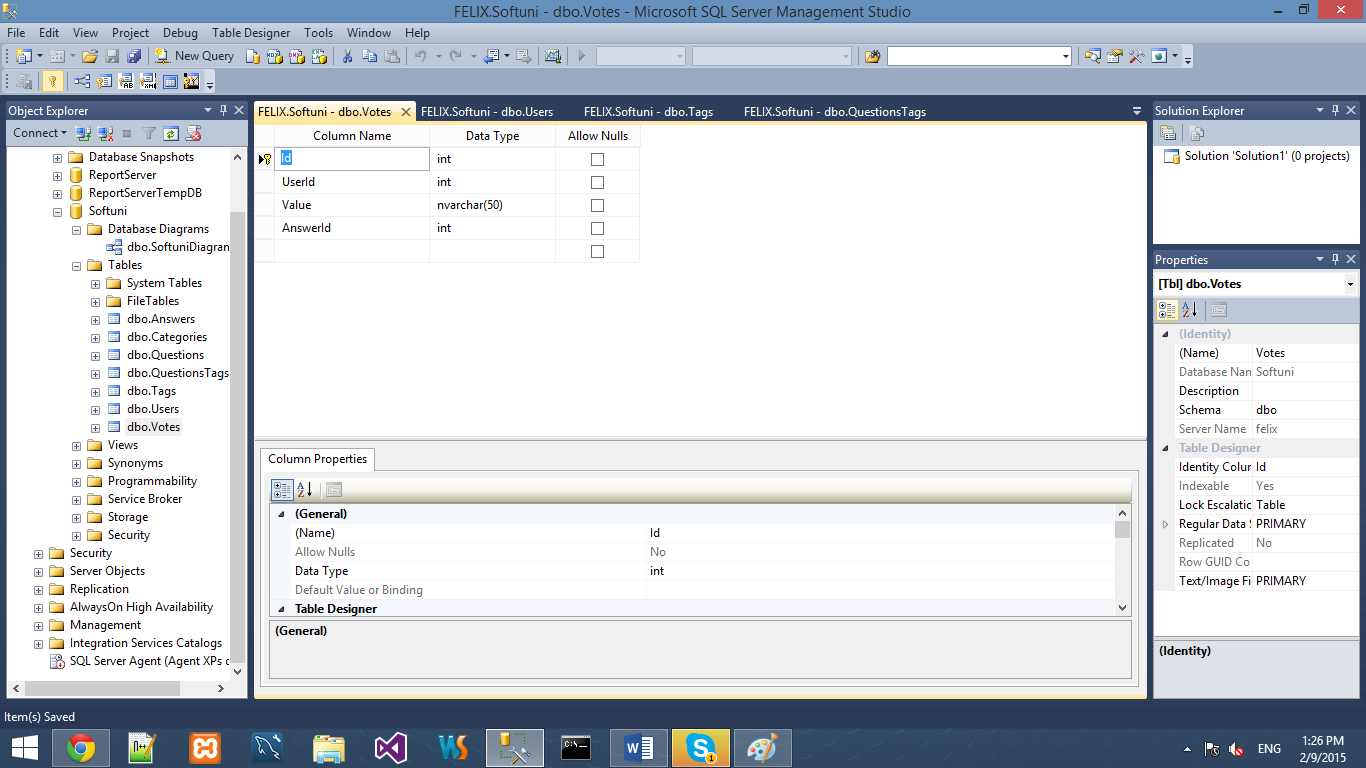 FELIX.Softuni - dbo.Votes - Microsoft SQL Server Management Studio
File Edit View Project Debug Table Designer Tools Window Help
New Query
Object Explorer
Connect
Database Snapshots
ReportServer
ReportServerTempDB
Softuni
Database Diagrams
dbo.SoftuniDiagran
Tables
System Tables
FileTables
dbo.Answers
dbo.Categories
dbo.Questions
dbo.QuestionsTags
dbo.Tags
dbo.Users
dbo.Votes
Views
Synonyms
Programmability
Service Broker
Storage
Security
Security
Server Objects
Replication
AlwaysOn High Availability
Management
Integration Services Catalogs
SQL Server Agent (Agent XPs d
FELIX.Softuni - dbo.Votes FELIX.Softuni - dbo.Users FELIX.Softuni - dbo.Tags FELIX.Softuni - dbo.QuestionsTags
Column Name Data Type Allow Nulls
Id int
UserId int
Value nvarchar(50)
AnswerId int
Column Properties
(General)
(Name) Id
Allow Nulls No
Data Type int
Default Value or Binding
Table Designer
(General)
Solution Explorer
Solution 'Solution1' (0 projects)
Properties
[Tbl] dbo.Votes
(Identity)
(Name) Votes
Database Nan Softuni
Description
Schema dbo
Server Name felix
Table Designer
Identity Colur Id
Indexable Yes
Lock Escalatic Table
Regular Data S PRIMARY
Replicated No
Row GUID Co
Text/Image Fi PRIMARY
(Identity)
Item(s) Saved
ENG
1:26 PM
2/9/2015